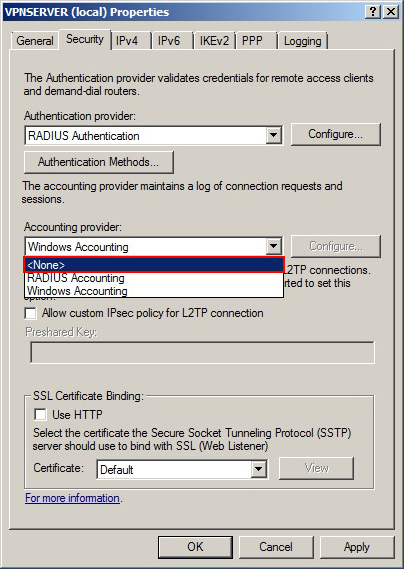 VPNSERVER (local) Properties
General Security IPv4 IPv6 IKEv2 PPP Logging
The Authentication provider validates credentials for remote access clients
and demand-dial routers.
Authentication provider:
RADIUS Authentication Configure...
Authentication Methods...
The accounting provider maintains a log of connection requests and
sessions.
Accounting provider:
Windows Accounting Configure...
<None>
L2TP connections.
RADIUS Accounting
rted to set this
Windows Accounting
Allow custom IPsec policy for L2TP connection
Preshared Key:
SSL Certificate Binding:
Use HTTP
Select the certificate the Secure Socket Tunneling Protocol (SSTP)
server should use to bind with SSL (Web Listener)
Certificate: Default View
For more information.
OK Cancel Apply